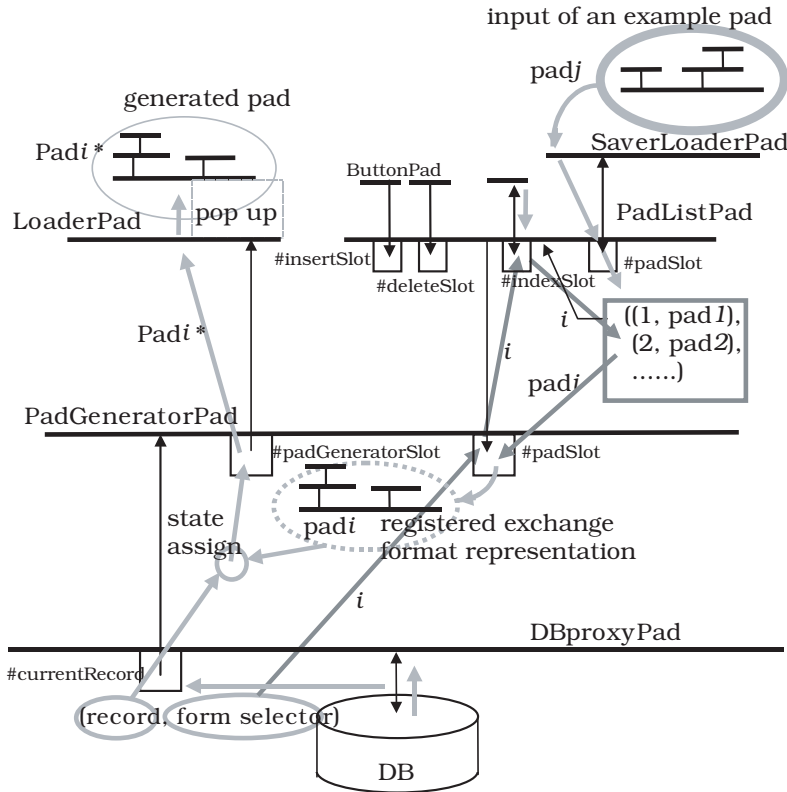 input of an example pad
padj
generated pad
Padi*
SaverLoaderPad
ButtonPad
pop up
LoaderPad
PadListPad
#insertSlot
#deleteSlot
#indexSlot
#padSlot
i
((1, pad1),
(2, pad2),
......)
Padi*
i
padi
PadGeneratorPad
#padGeneratorSlot
#padSlot
state
assign
padi
registered exchange
format representation
i
DBproxyPad
#currentRecord
(record, form selector)
DB